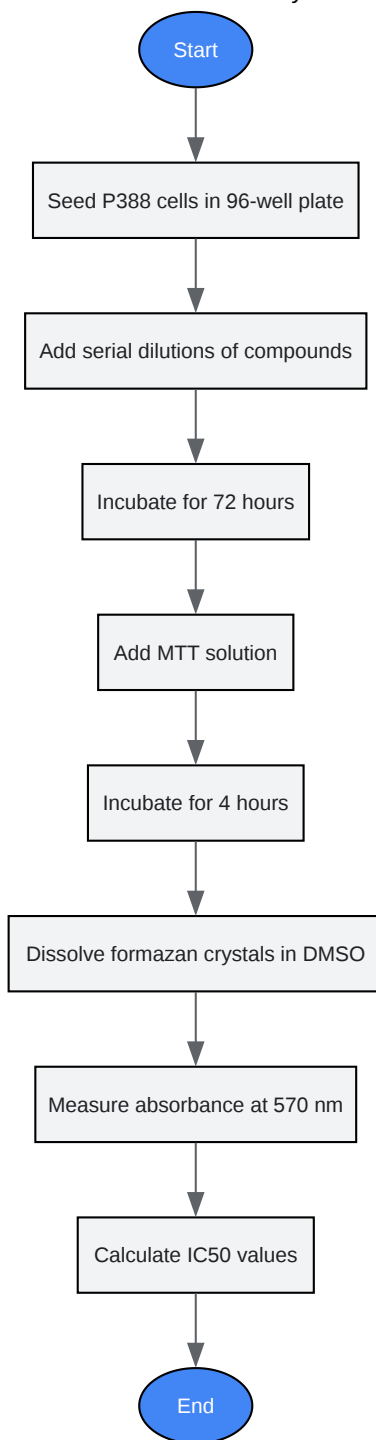 Start
Seed P388 cells in 96-well plate
Add serial dilutions of compounds
Incubate for 72 hours
Add MTT solution
Incubate for 4 hours
Dissolve formazan crystals in DMSO
Measure absorbance at 570 nm
Calculate IC50 values
End